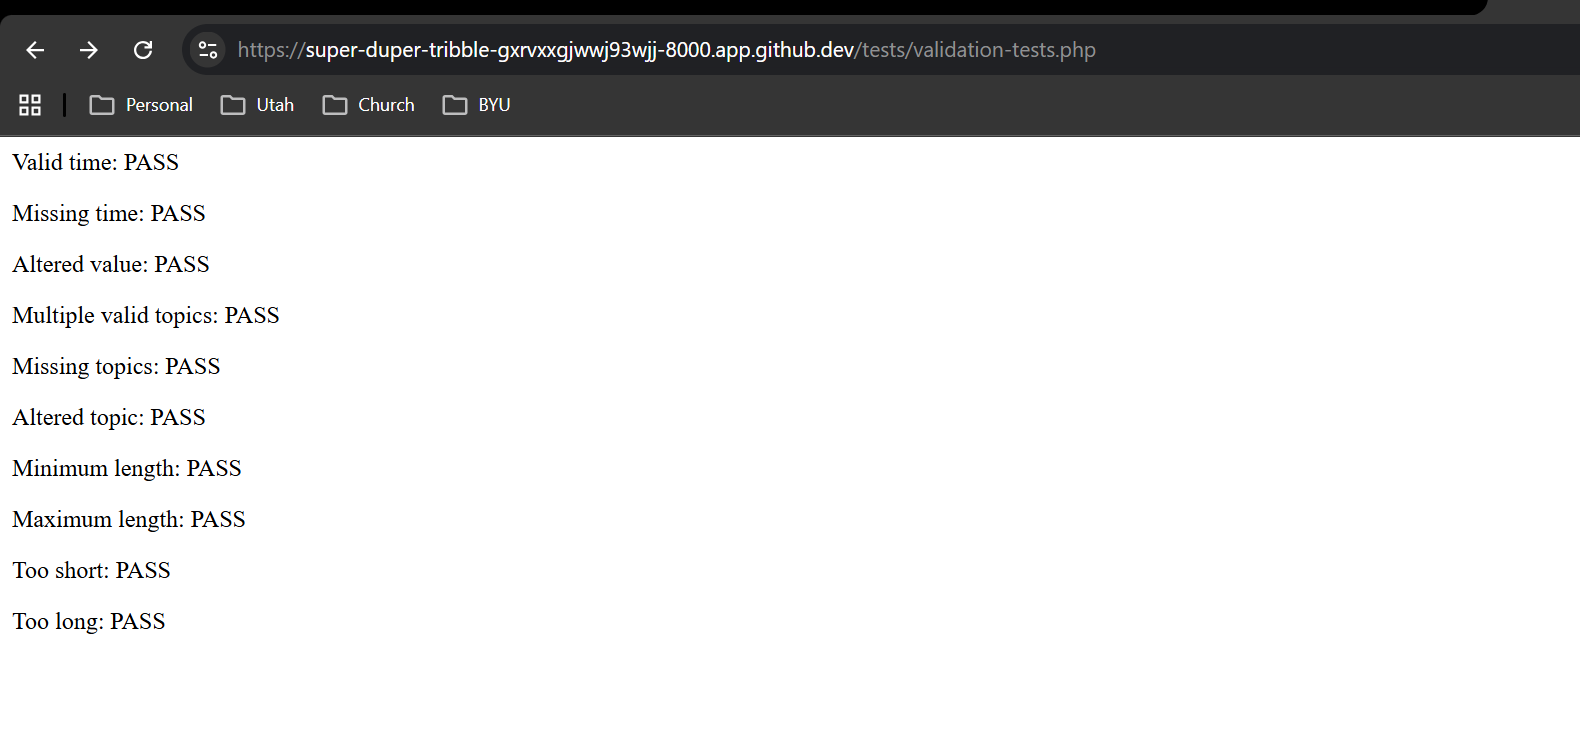 https://super-duper-tribble-gxrvxxgjwwj93wjj-8000.app.github.dev/tests/validation-tests.php
Personal Utah Church BYU
Valid time: PASS
Missing time: PASS
Altered value: PASS
Multiple valid topics: PASS
Missing topics: PASS
Altered topic: PASS
Minimum length: PASS
Maximum length: PASS
Too short: PASS
Too long: PASS